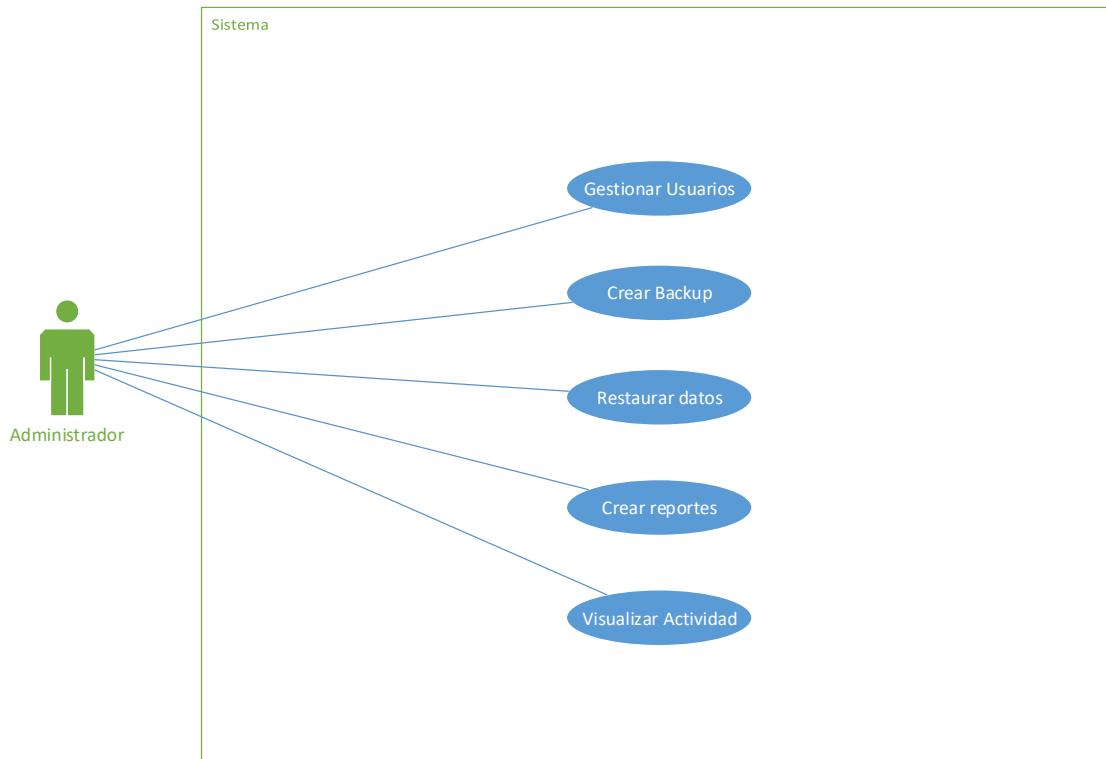 Sistema
Gestionar Usuarios
Crear Backup
Restaurar datos
Administrador
Crear reportes
Visualizar Actividad